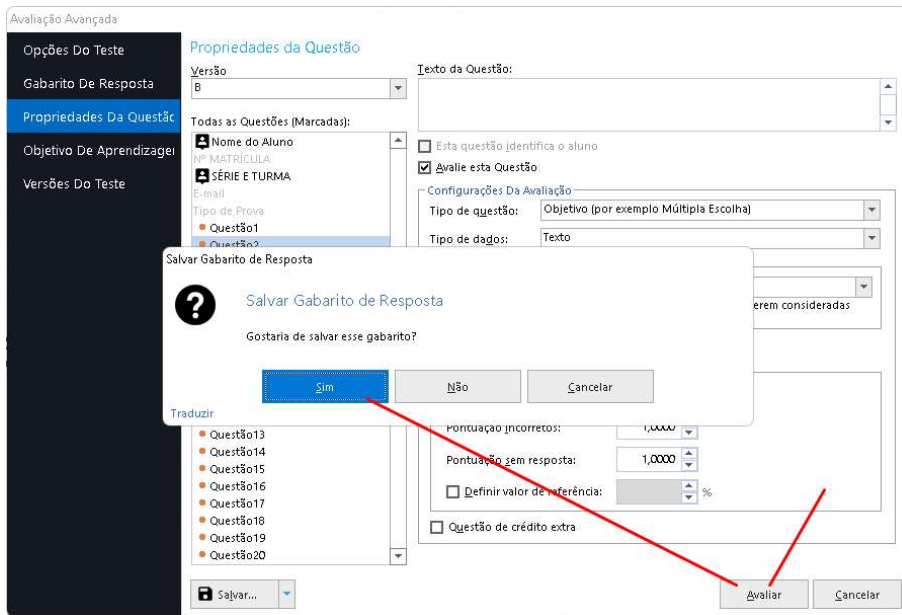 Avaliação Avançada
Opções Do Teste
Gabarito De Resposta
Propriedades Da Questão
Objetivo De Aprendizagei
Versões Do Teste
Propriedades da Questão
Versão
B
Todas as Questões (Marcadas):
Nome do Aluno
Nº MATRÍCULA
SÉRIE E TURMA
E-mail
Tipo de Prova
Questão1
Questão2
Questão13
Questão14
Questão15
Questão16
Questão17
Questão18
Questão19
Questão20
Salvar...
Texto da Questão:
Esta questão identifica o aluno
Avalie esta Questão
Configurações Da Avaliação
Tipo de questão: Objetivo (por exemplo Múltipla Escolha)
Tipo de dados: Texto
erem consideradas
Salvar Gabarito de Resposta
Salvar Gabarito de Resposta
Gostaria de salvar esse gabarito?
Sim Não Cancelar
Traduzir
Pontuação Incorretos: 1,0000
Pontuação sem resposta: 1,0000
Definir valor de referência: %
Questão de crédito extra
Avaliar Cancelar